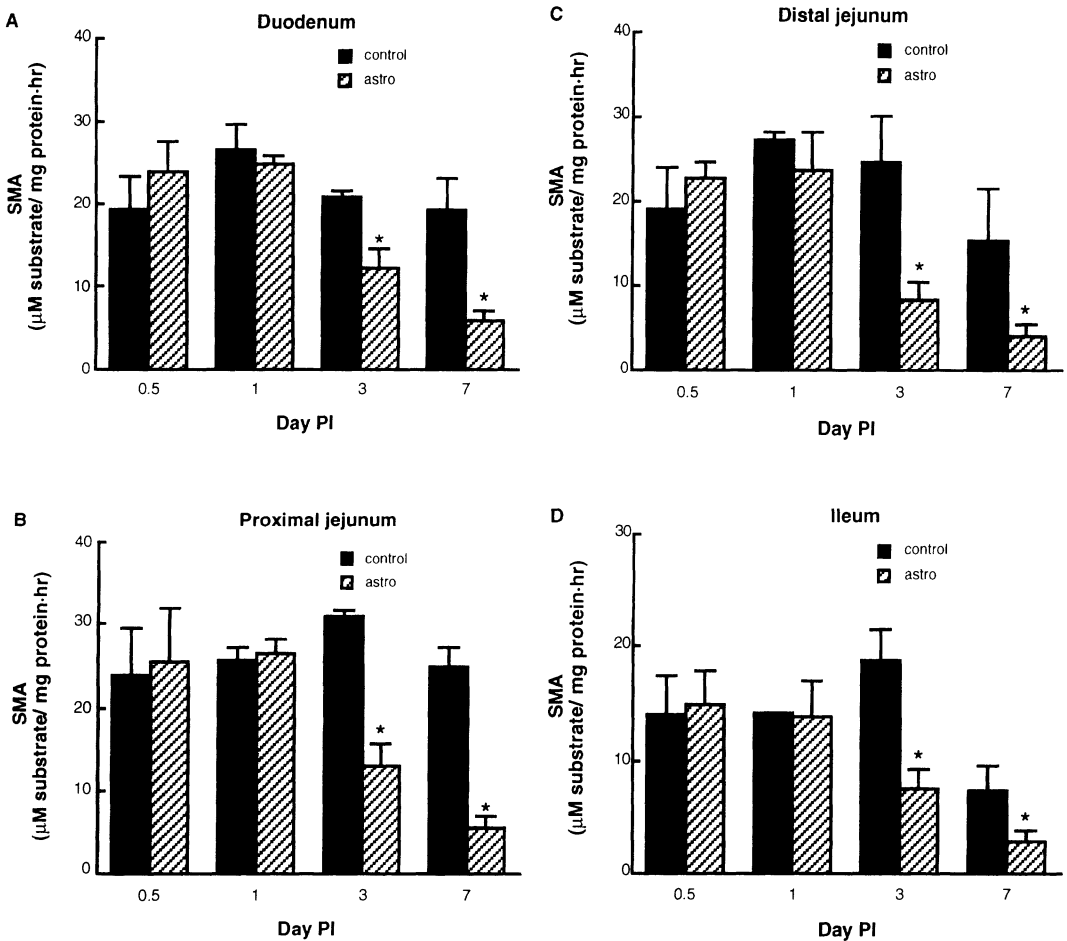 A
Duodenum
control
astro
SMA
(μM substrate/ mg protein·hr)
40
30
20
10
0
*
*
0.5 1 3 7
Day PI
B
Proximal jejunum
control
astro
SMA
(μM substrate/ mg protein·hr)
40
30
20
10
0
*
*
0.5 1 3 7
Day PI
C
Distal jejunum
control
astro
SMA
(μM substrate/ mg protein·hr)
40
30
20
10
0
*
*
0.5 1 3 7
Day PI
D
Ileum
control
astro
SMA
(μM substrate/ mg protein·hr)
30
20
10
0
*
*
0.5 1 3 7
Day PI